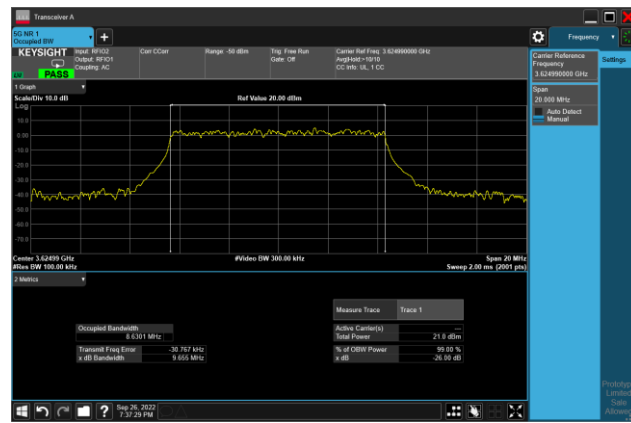 Transceiver A
5G NR 1
Occupied BW
Frequency
KEYSIGHT
Input: RFIO2
Output: RFIO1
Coupling: AC
Corr CCorr
Range: -50 dBm
Trig: Free Run
Gate: Off
Carrier Ref Freq: 3.624990000 GHz
Avg|Hold:>10/10
CC Info: UL, 1 CC
PASS
Carrier Reference
Frequency
3.624990000 GHz
Settings
Span
20.000 MHz
Auto Detect
Manual
1 Graph
Scale/Div 10.0 dB
Ref Value 20.00 dBm
Log
10.0
0.00
-10.0
-20.0
-30.0
-40.0
-50.0
-60.0
-70.0
Center 3.62499 GHz
#Video BW 300.00 kHz
Span 20 MHz
#Res BW 100.00 kHz
Sweep 2.00 ms (2001 pts)
2 Metrics
Measure Trace
Trace 1
Occupied Bandwidth
8.6301 MHz
Active Carrier(s)
---
Total Power
21.0 dBm
Transmit Freq Error
-30.767 kHz
% of OBW Power
99.00 %
x dB Bandwidth
9.655 MHz
x dB
-26.00 dB
Sep 26, 2022
7:37:29 PM
?
Limited
Sale